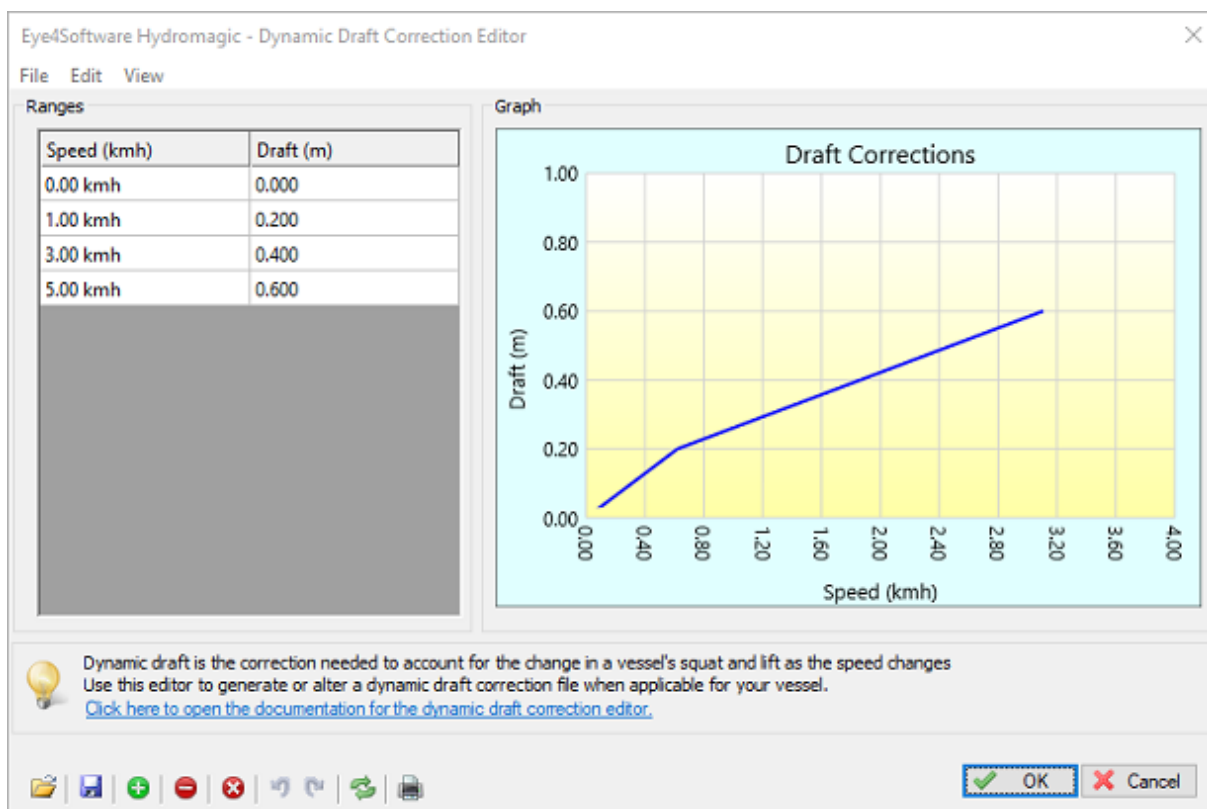 Eye4Software Hydromagic - Dynamic Draft Correction Editor
File Edit View
Ranges
Speed (kmh) Draft (m)
0.00 kmh 0.000
1.00 kmh 0.200
3.00 kmh 0.400
5.00 kmh 0.600
Graph
Draft Corrections
1.00
0.80
0.60
0.40
0.20
0.00
Draft (m)
0.00 0.40 0.80 1.20 1.60 2.00 2.40 2.80 3.20 3.60 4.00
Speed (kmh)
Dynamic draft is the correction needed to account for the change in a vessel's squat and lift as the speed changes
Use this editor to generate or alter a dynamic draft correction file when applicable for your vessel.
Click here to open the documentation for the dynamic draft correction editor.
OK Cancel